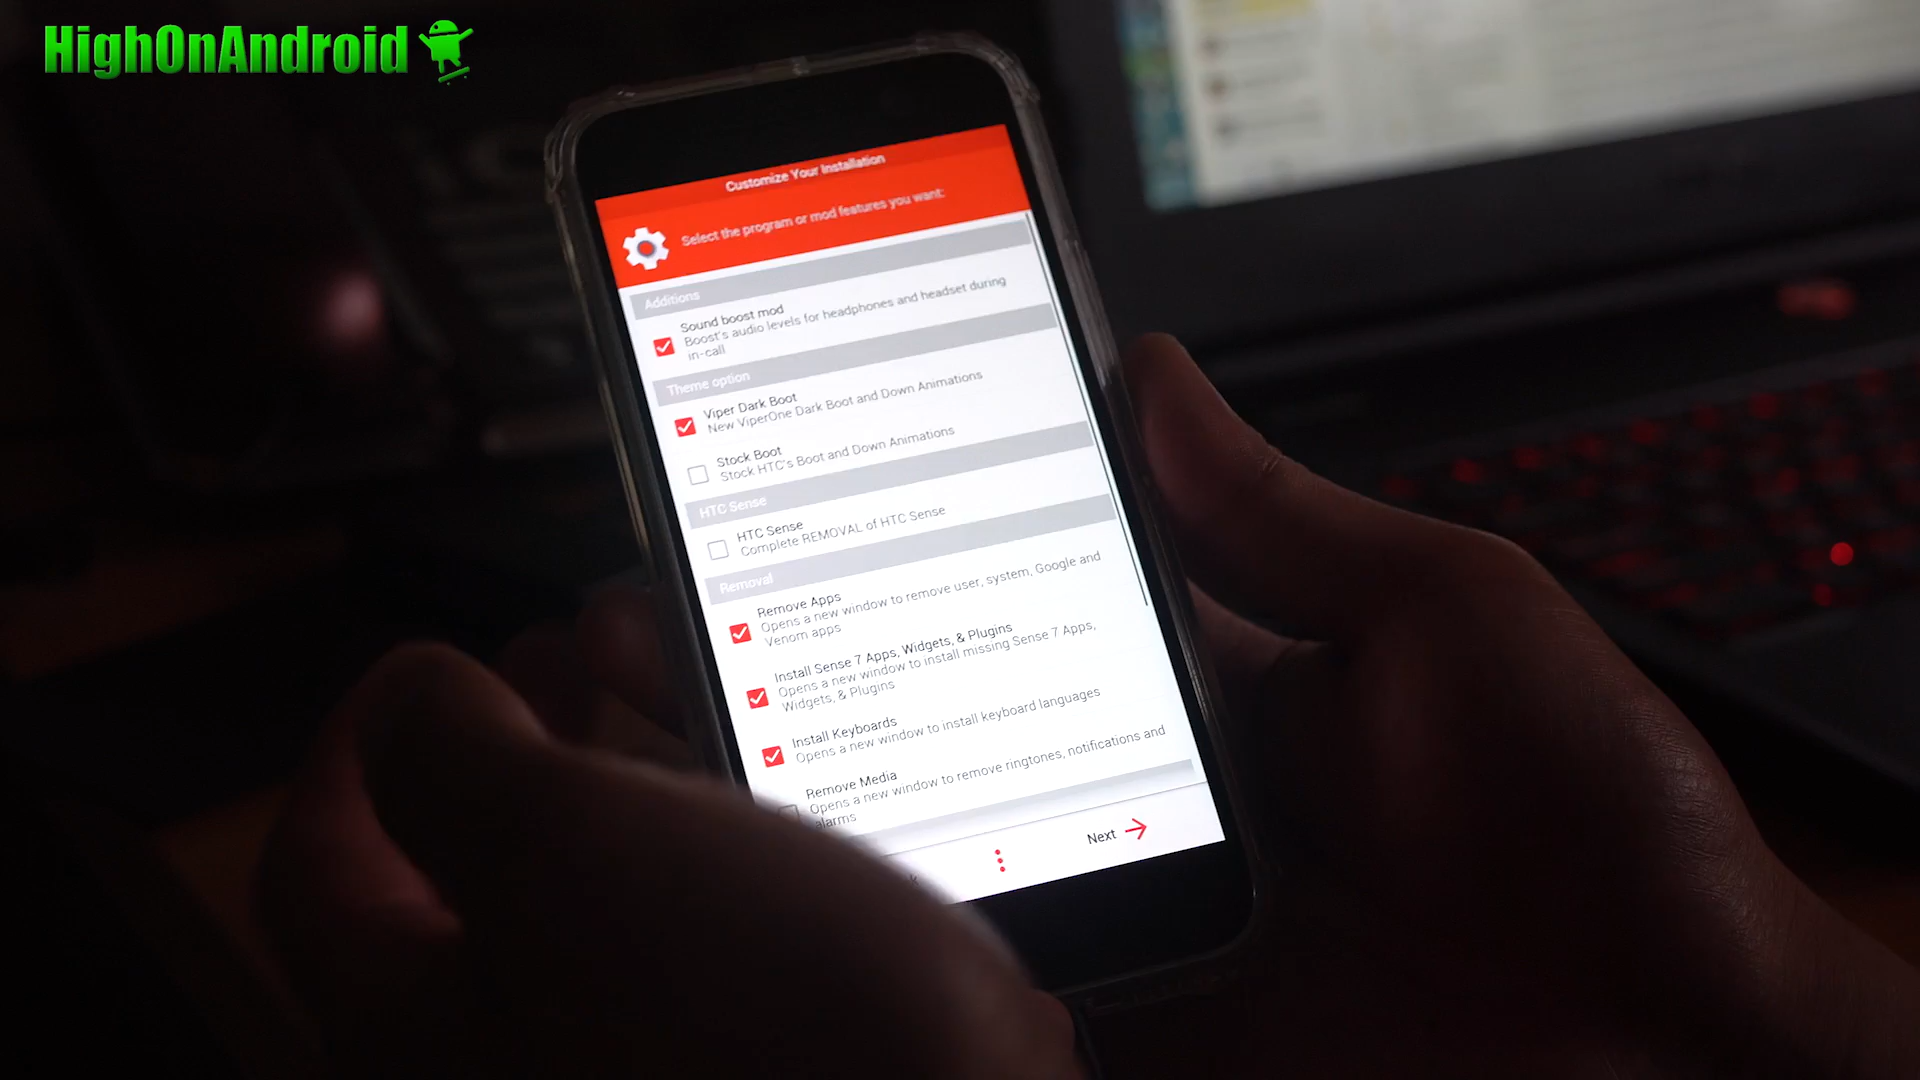 HighOnAndroid
Customize Your Installation
Select the program or mod features you want:
Additions
Sound boost mod
Boost's audio levels for headphones and headset during
in-call
Theme option
Viper Dark Boot
New ViperOne Dark Boot and Down Animations
Stock Boot
Stock HTC's Boot and Down Animations
HTC Sense
HTC Sense
Complete REMOVAL of HTC Sense
Removal
Remove Apps
Opens a new window to remove user, system, Google and
Venom apps
Install Sense 7 Apps, Widgets, & Plugins
Opens a new window to install missing Sense 7 Apps,
Widgets, & Plugins
Install Keyboards
Opens a new window to install keyboard languages
Remove Media
Opens a new window to remove ringtones, notifications and
alarms
Next